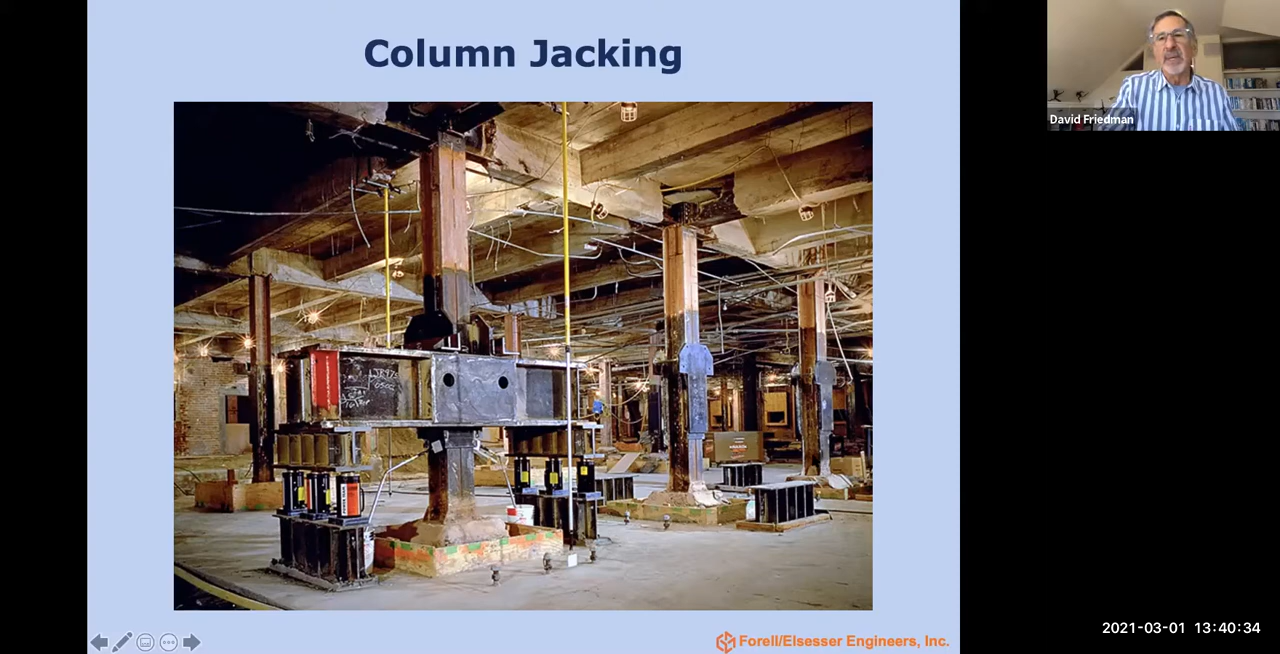 Column Jacking
David Friedman
Forell/Elsesser Engineers, Inc.
2021-03-01 13:40:34